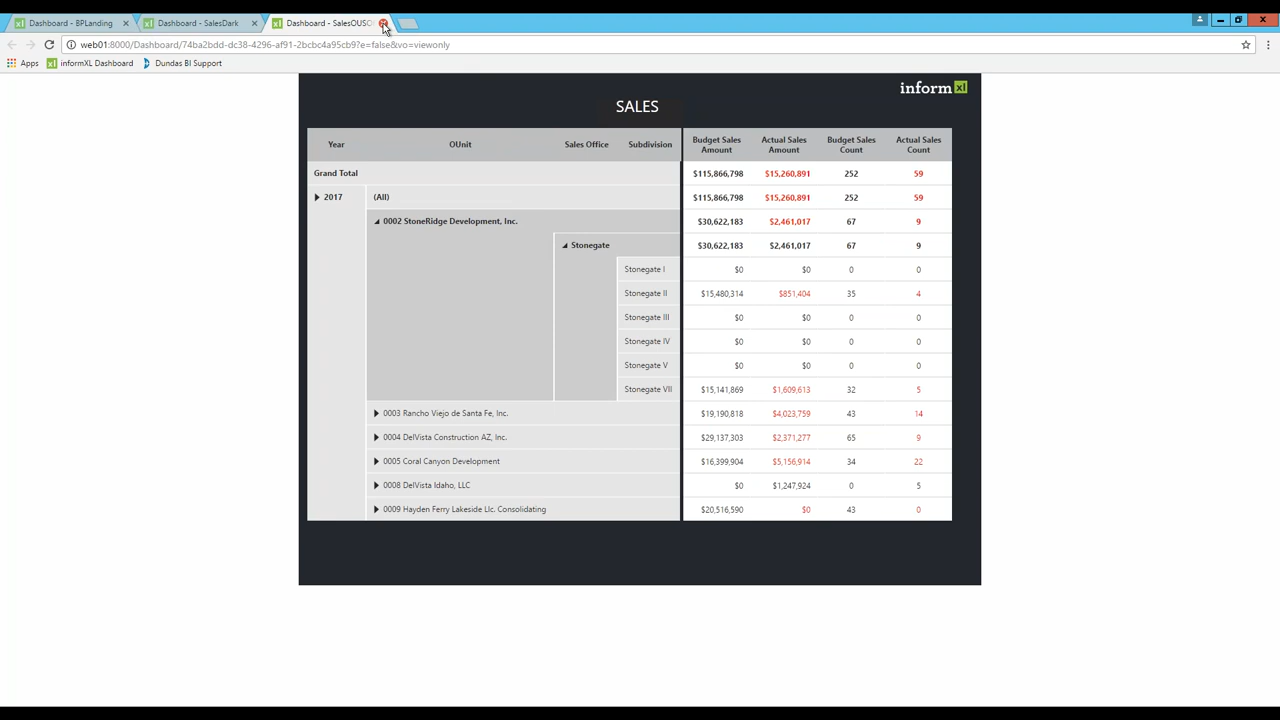 Dashboard - BPLanding
Dashboard - SalesDark
Dashboard - SalesOUSO
web01:8000/Dashboard/74ba2bdd-dc38-4296-af91-2bcbc4a95cb9?e=false&vo=viewonly
Apps xl informXL Dashboard Dundas BI Support
inform xl
SALES
Year OUnit Sales Office Subdivision Budget Sales Amount Actual Sales Amount Budget Sales Count Actual Sales Count
Grand Total $115,866,798 $15,260,891 252 59
2017 (All) $115,866,798 $15,260,891 252 59
0002 StoneRidge Development, Inc. $30,622,183 $2,461,017 67 9
Stonegate $30,622,183 $2,461,017 67 9
Stonegate I $0 $0 0 0
Stonegate II $15,480,314 $851,404 35 4
Stonegate III $0 $0 0 0
Stonegate IV $0 $0 0 0
Stonegate V $0 $0 0 0
Stonegate VII $15,141,869 $1,609,613 32 5
0003 Rancho Viejo de Santa Fe, Inc. $19,190,818 $4,023,759 43 14
0004 DelVista Construction AZ, Inc. $29,137,303 $2,371,277 65 9
0005 Coral Canyon Development $16,399,904 $5,156,914 34 22
0008 DelVista Idaho, LLC $0 $1,247,924 0 5
0009 Hayden Ferry Lakeside Llc. Consolidating $20,516,590 $0 43 0